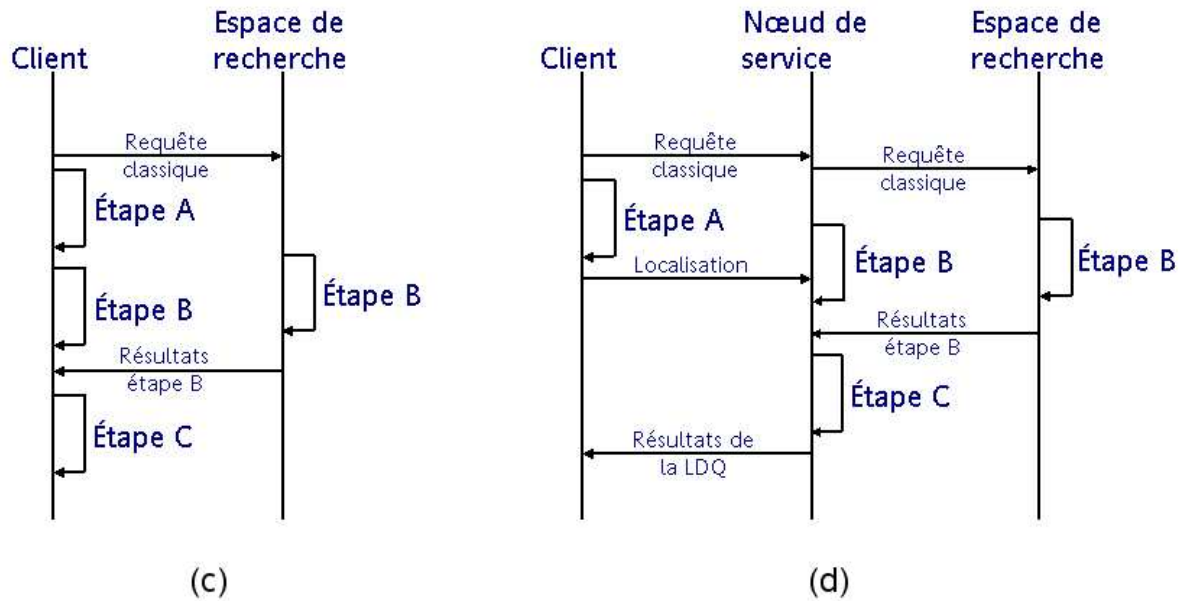 Client
Espace de
recherche
Requête
classique
Étape A
Étape B
Étape B
Résultats
étape B
Étape C
(c)
Client
Nœud de
service
Espace de
recherche
Requête
classique
Requête
classique
Étape A
Localisation
Étape B
Étape B
Résultats
étape B
Étape C
Résultats de
la LDQ
(d)